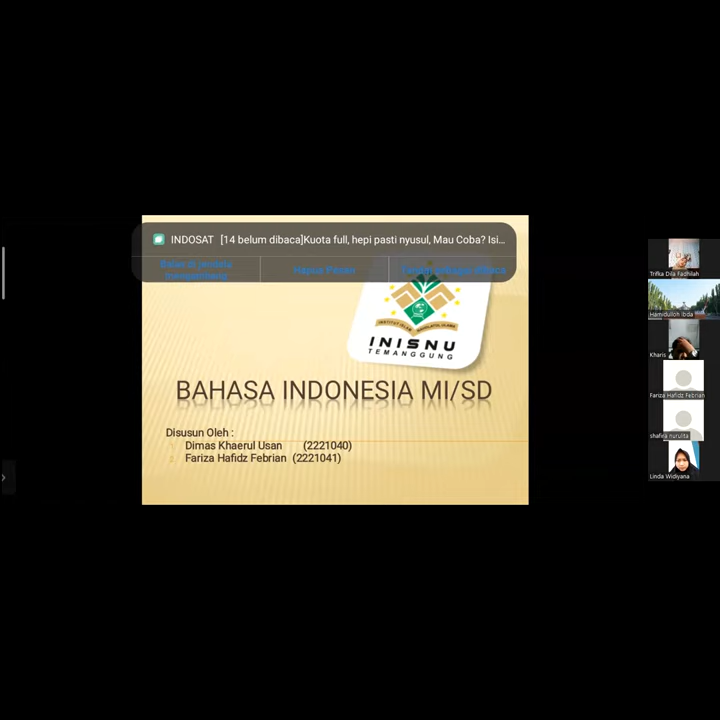 INDOSAT [14 belum dibaca]Kuota full, hepi pasti nyusul, Mau Coba? Isi...
Hapus Pesan
INISNU
TEMANGGUNG
BAHASA INDONESIA MI/SD
Disusun Oleh :
Dimas Khaerul Usan (2221040)
2. Fariza Hafidz Febrian (2221041)
Trifka Dila Fadhilah
Hamidulloh Ibda
Kharis
Fariza Hafidz Febrian
shafira nurulita
Linda Widiyana